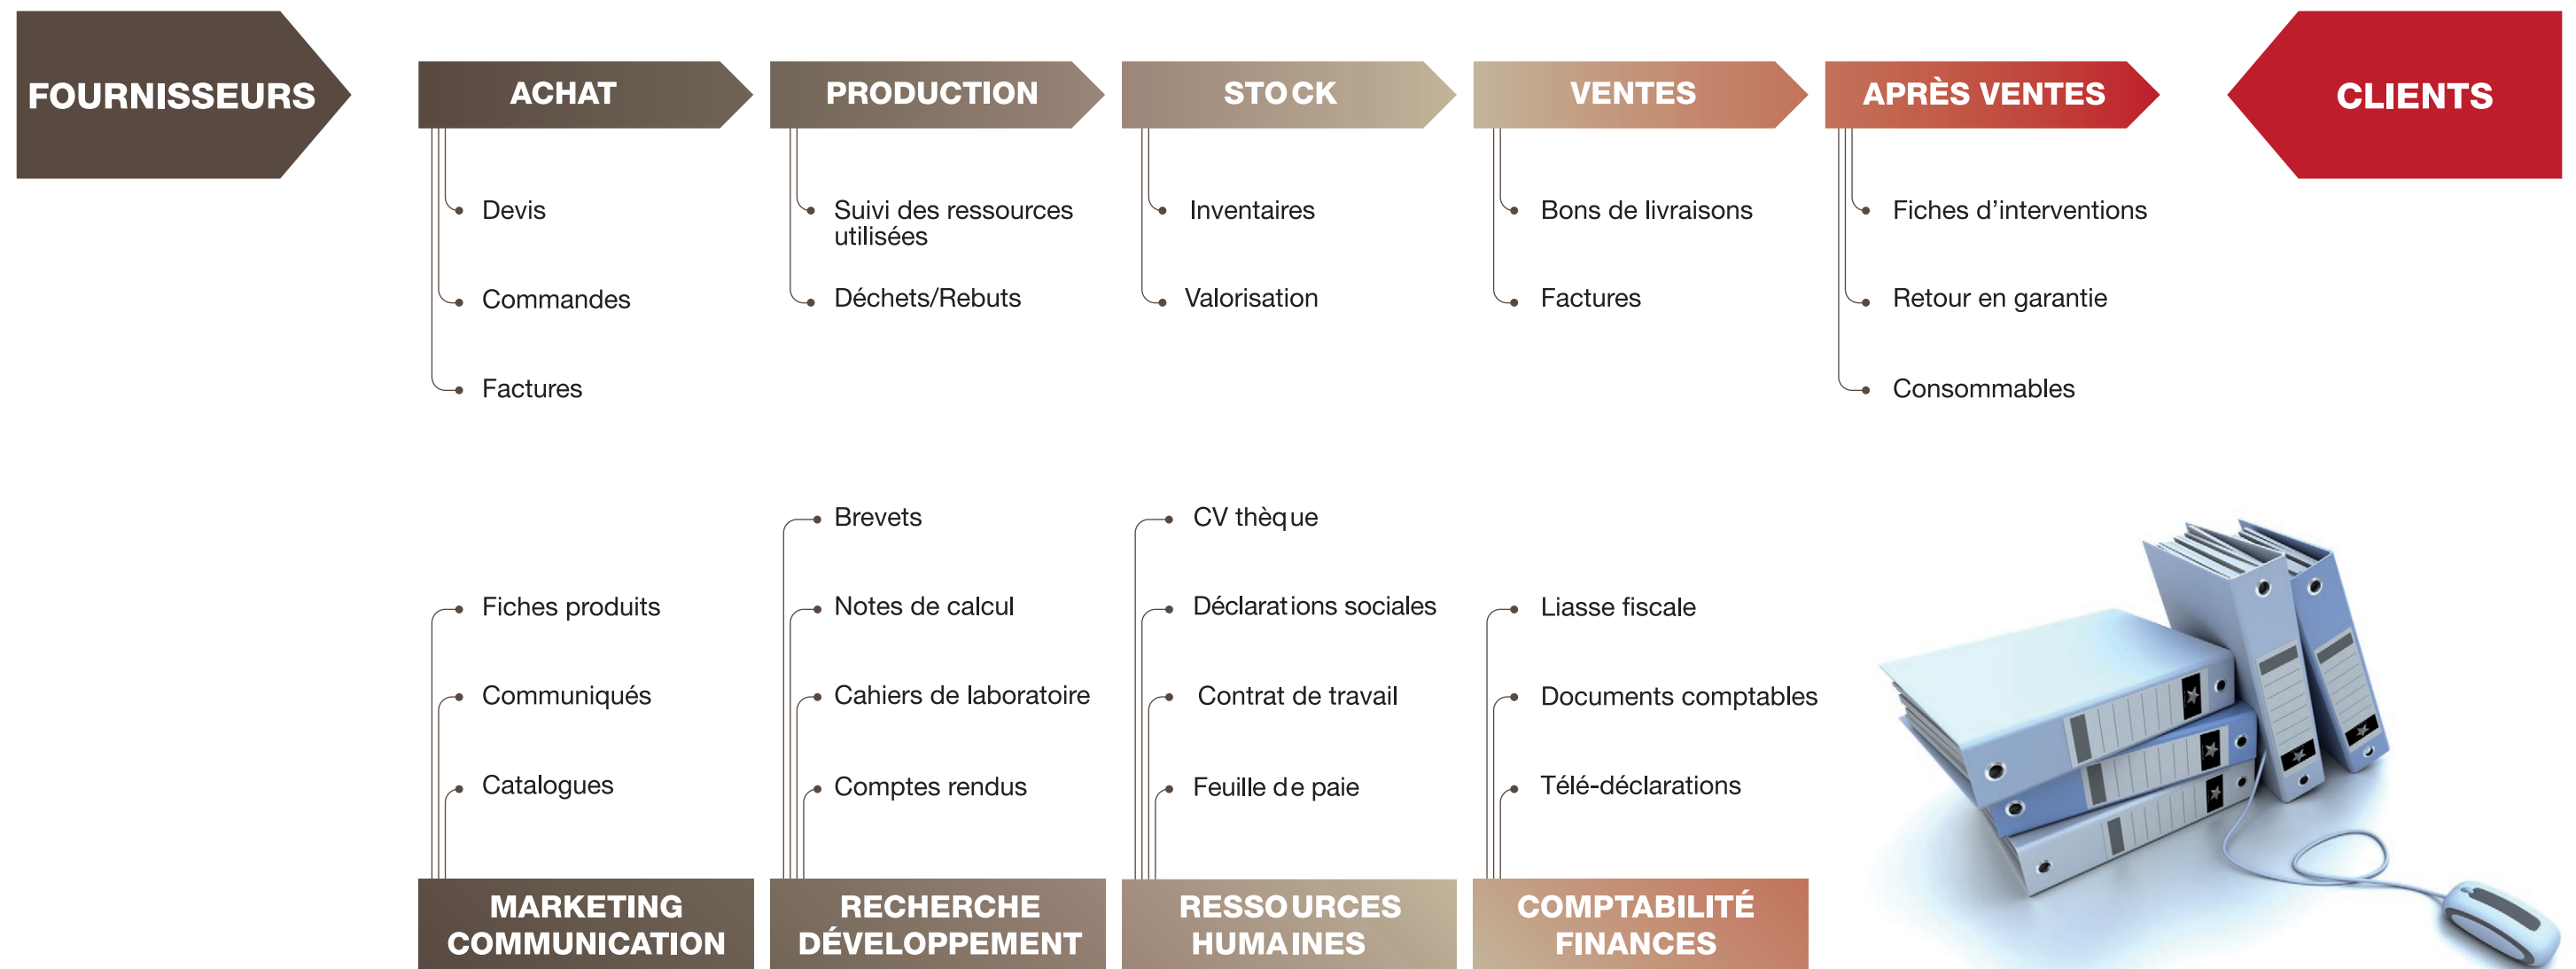 FOURNISSEURS
ACHAT
PRODUCTION
STOCK
VENTES
APRÈS VENTES
CLIENTS
Devis
Commandes
Factures
Suivi des ressources
utilisées
Déchets/Rebuts
Inventaires
Valorisation
Bons de livraisons
Factures
Fiches d’interventions
Retour en garantie
Consommables
Fiches produits
Communiqués
Catalogues
MARKETING
COMMUNICATION
Brevets
Notes de calcul
Cahiers de laboratoire
Comptes rendus
RECHERCHE
DÉVELOPPEMENT
CV thèque
Déclarations sociales
Contrat de travail
Feuille de paie
RESSOURCES
HUMAINES
Liasse fiscale
Documents comptables
Télé-déclarations
COMPTABILITÉ
FINANCES